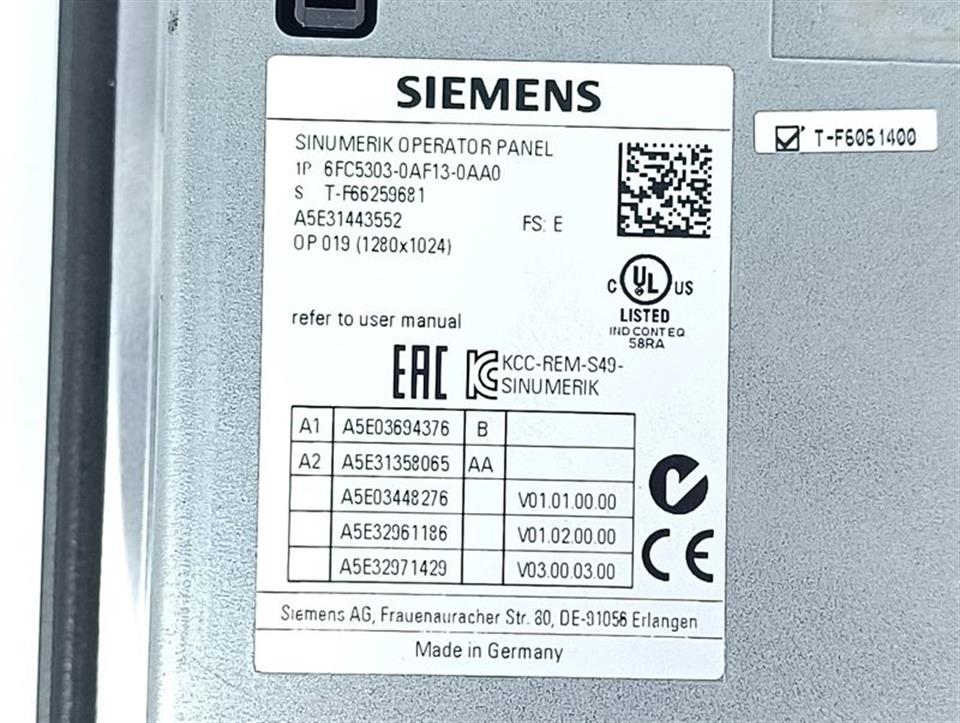 SIEMENS
SINUMERIK OPERATOR PANEL
1P 6FC5303-0AF13-0AA0
S T-F66259681
A5E31443552 FS: E
OP 019 (1280x1024)
T-F6061400
C UL US
LISTED
IND CONT EQ
58RA
refer to user manual
EAC KC KCC-REM-S49-
SINUMERIK
A1 A5E03694376 B
A2 A5E31358065 AA
A5E03448276 V01.01.00.00
A5E32961186 V01.02.00.00
A5E32971429 V03.00.03.00
CE
Siemens AG, Frauenauracher Str. 80, DE-91056 Erlangen
Made in Germany